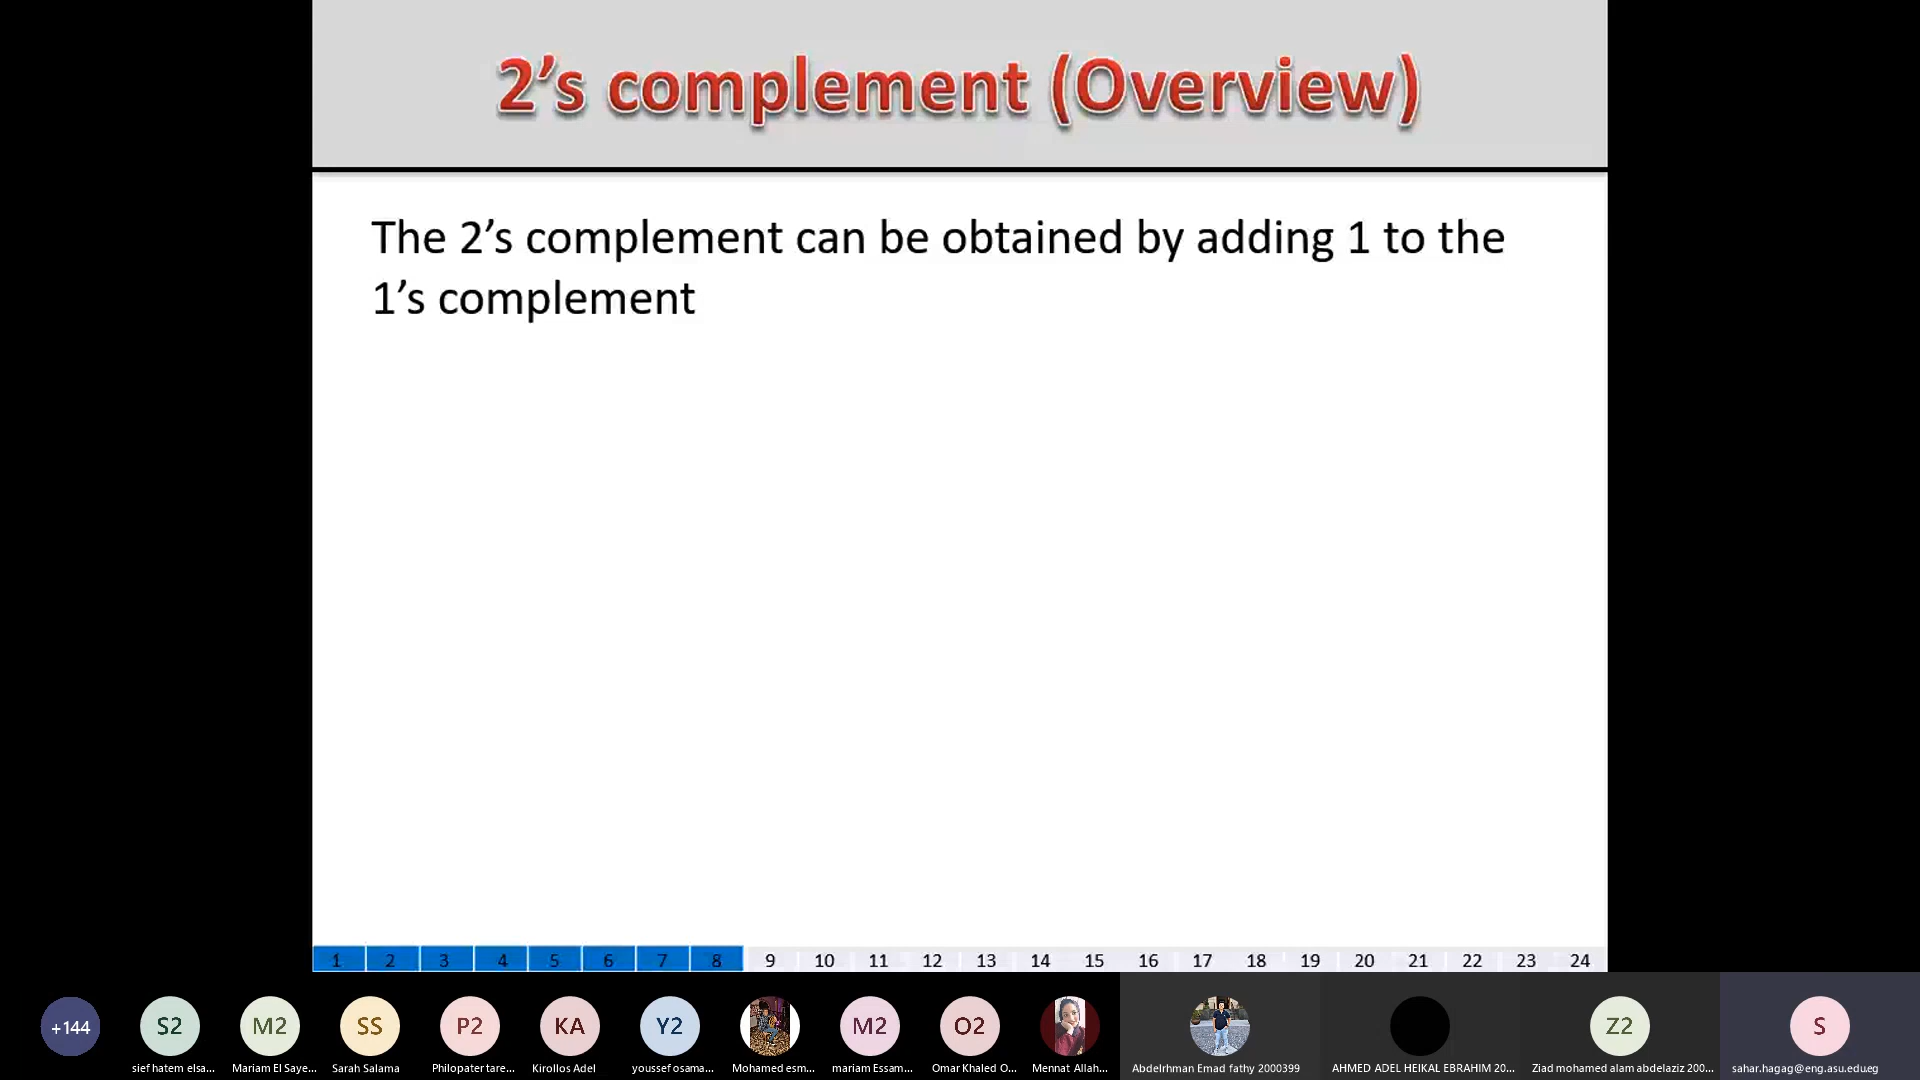 2’s complement (Overview)
The 2’s complement can be obtained by adding 1 to the
1’s complement
1 2 3 4 5 6 7 8 9 10 11 12 13 14 15 16 17 18 19 20 21 22 23 24
+144 S2 M2 SS P2 KA Y2 M2 O2 Z2 S
sief hatem elsa... Mariam El Saye... Sarah Salama Philopater tare... Kirollos Adel youssef osama... Mohamed esm... mariam Essam... Omar Khaled O... Mennat Allah... Abdelrhman Emad fathy 2000399 AHMED ADEL HEIKAL EBRAHIM 20... Ziad mohamed alam abdelaziz 200... sahar.hagag@eng.asu.edu.eg